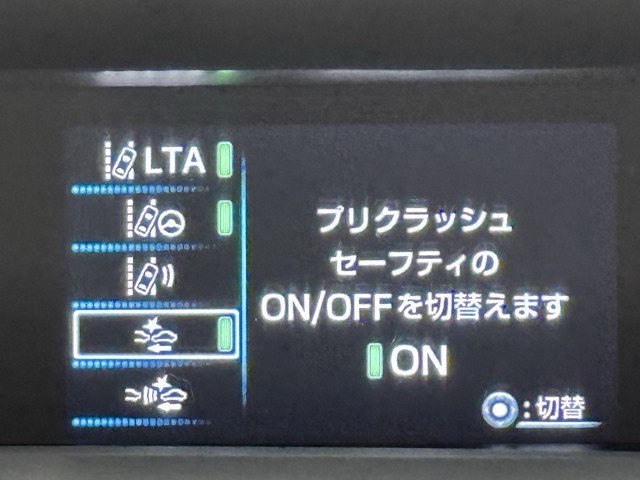 LTA
プリクラッシュ
セーフティの
ON/OFFを切替えます
ON
:切替